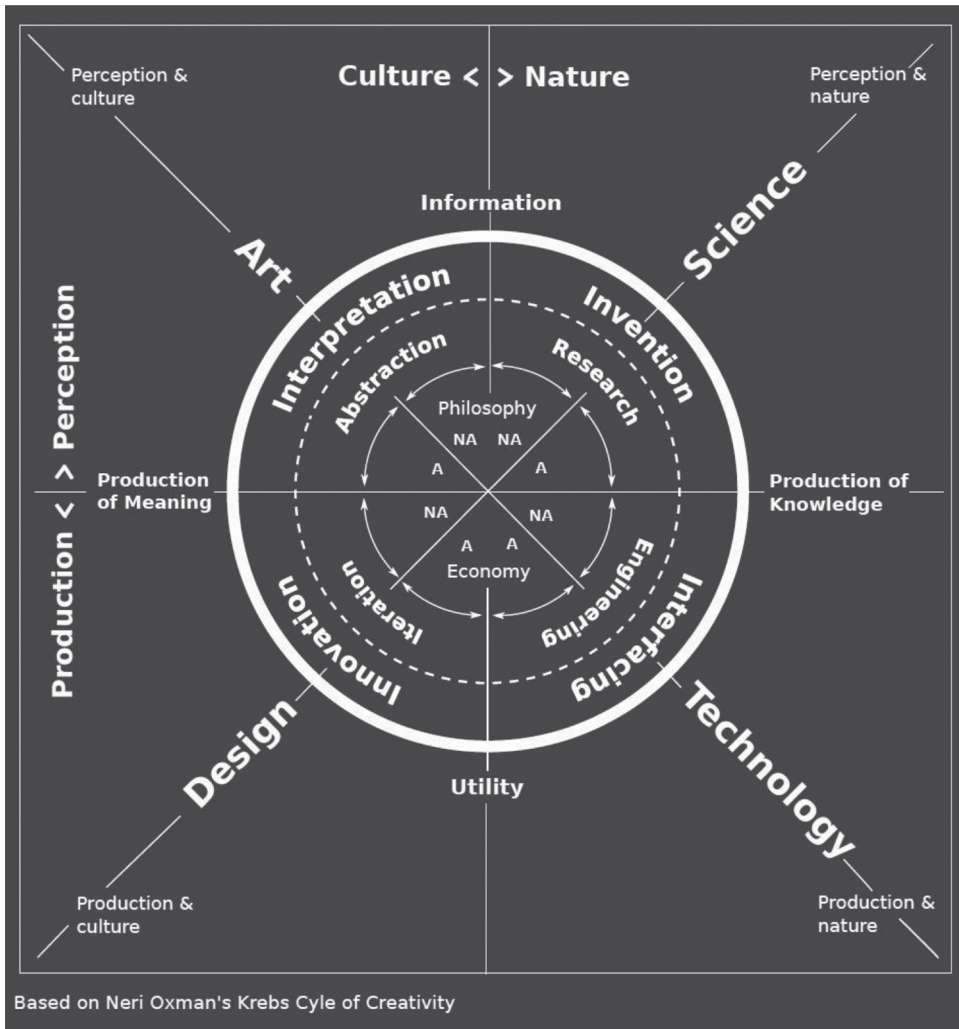 Culture < > Nature
Perception &
culture
Perception &
nature
Information
Art
Science
Interpretation
Invention
Abstraction
Research
Production < > Perception
Philosophy
NA NA
A A
Production
of Meaning
Production of
Knowledge
NA NA
A A
Economy
Iteration
Engineering
Innovation
Interfacing
Design
Technology
Utility
Production &
culture
Production &
nature
Based on Neri Oxman's Krebs Cyle of Creativity